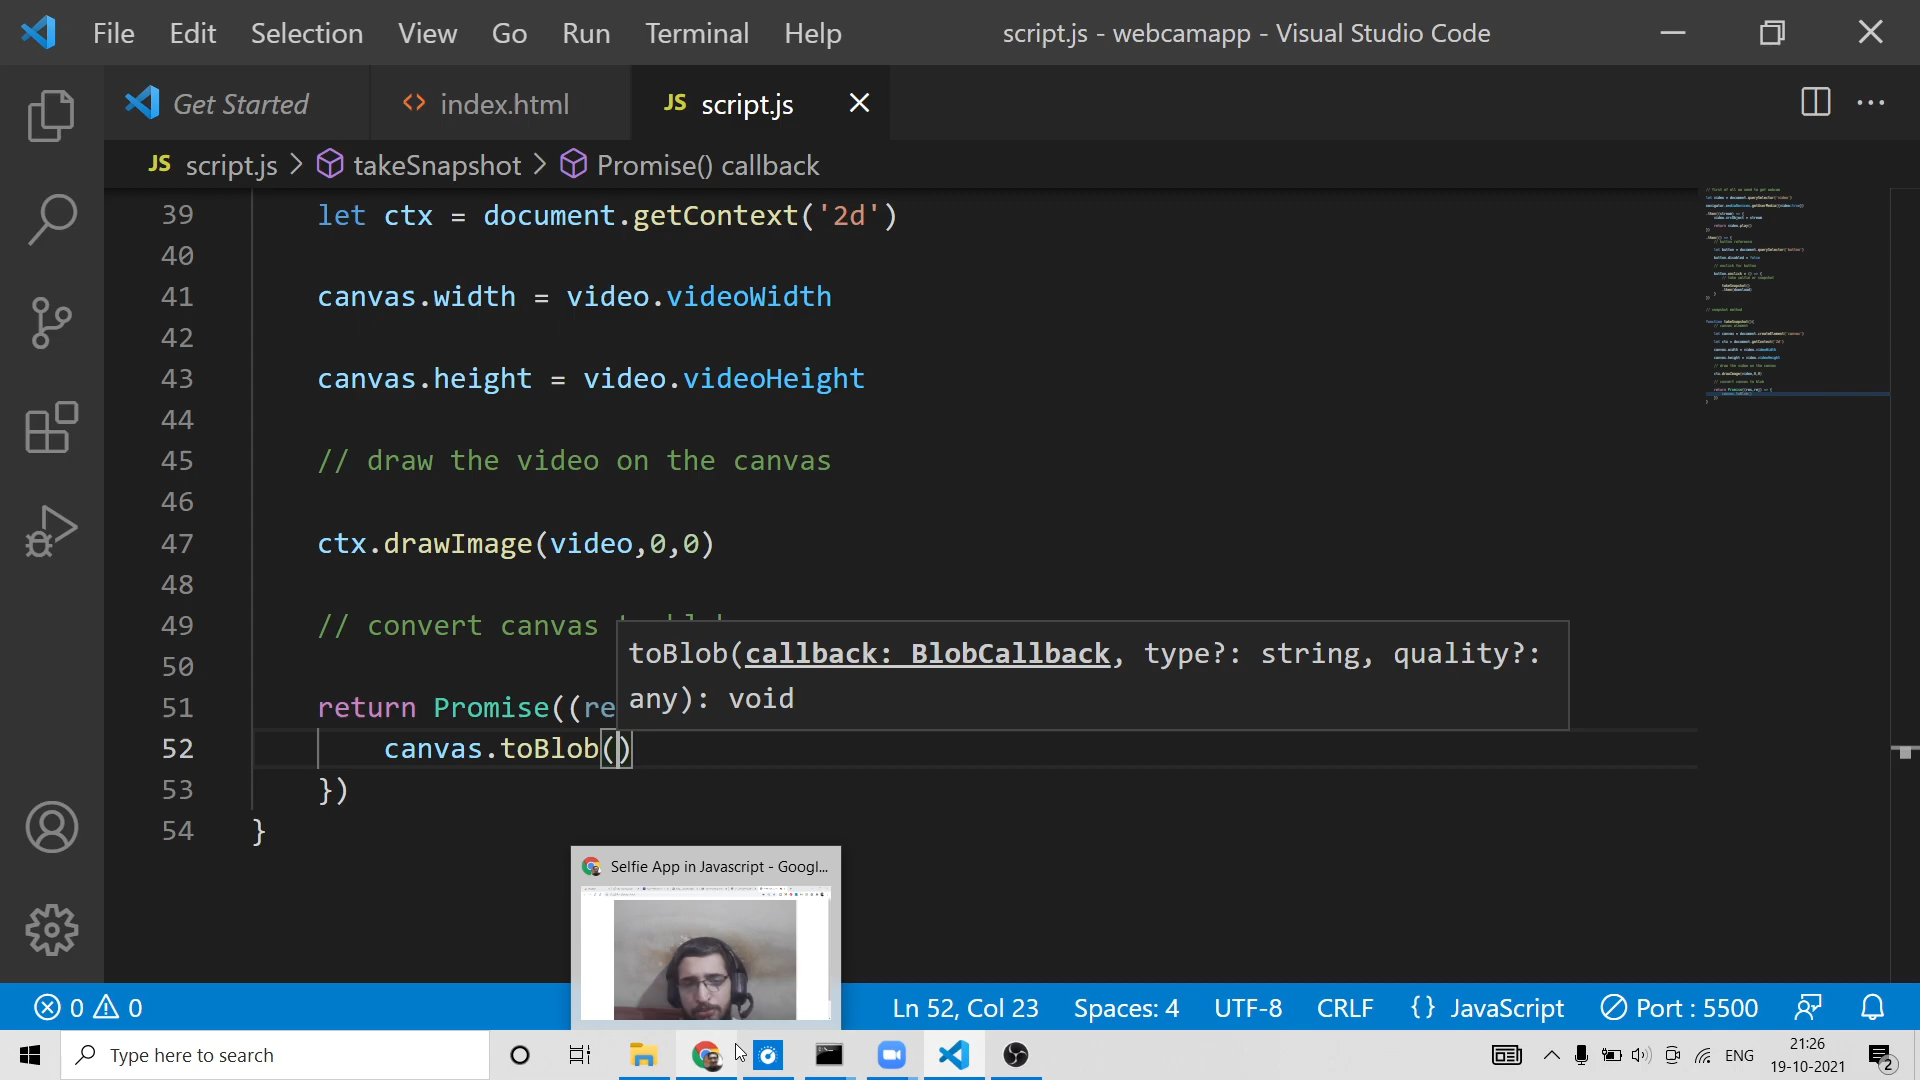 File Edit Selection View Go Run Terminal Help script.js - webcamapp - Visual Studio Code
Get Started index.html JS script.js
JS script.js > takeSnapshot > Promise() callback
39 let ctx = document.getContext('2d')
40
41 canvas.width = video.videoWidth
42
43 canvas.height = video.videoHeight
44
45 // draw the video on the canvas
46
47 ctx.drawImage(video,0,0)
48
49 // convert canvas
50
toBlob(callback: BlobCallback, type?: string, quality?:
any): void
51 return Promise((re
52 canvas.toBlob()
53 })
54 }
Selfie App in Javascript - Googl...
0 0 Ln 52, Col 23 Spaces: 4 UTF-8 CRLF {} JavaScript Port : 5500
Type here to search
ENG
21:26
19-10-2021
2